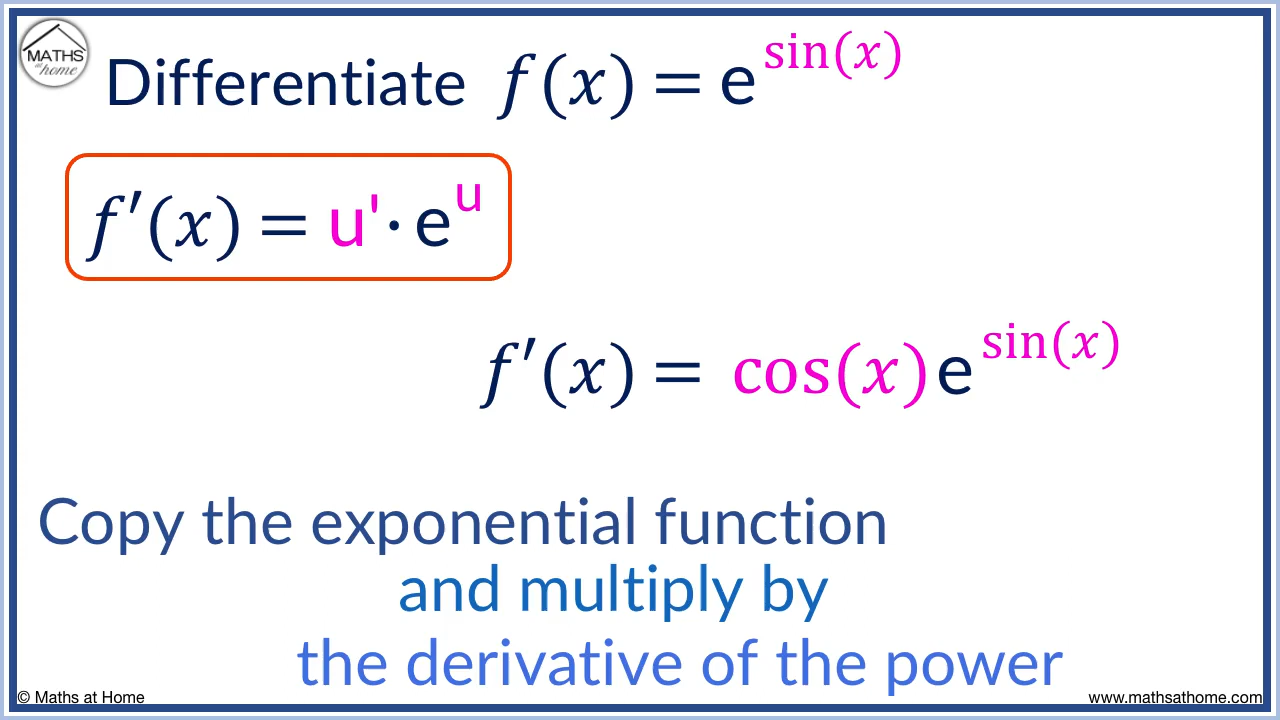 MATHS
at home
Differentiate f(x) = e^sin(x)
f′(x) = u'·e^u
f′(x) = cos(x)e^sin(x)
Copy the exponential function
and multiply by
the derivative of the power
© Maths at Home
www.mathsathome.com